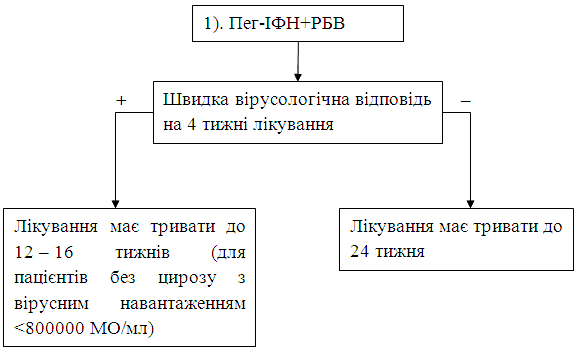 1). Пег-ІФН+РБВ
+
Швидка вірусологічна відповідь
на 4 тижні лікування
–
Лікування має тривати до
12 – 16 тижнів (для
пацієнтів без цирозу з
вірусним навантаженням
<800000 МО/мл)
Лікування має тривати до
24 тижня